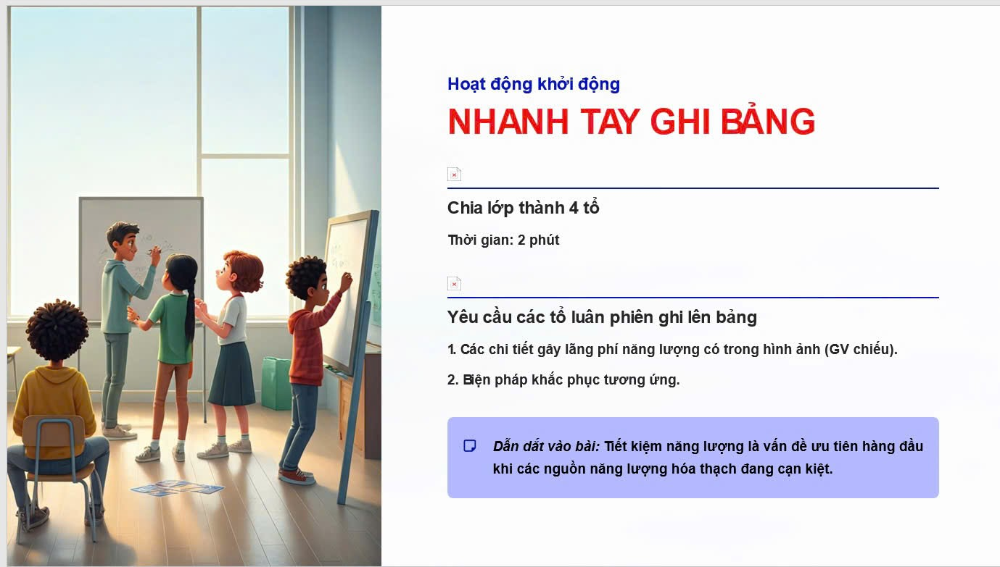 Hoạt động khởi động
NHANH TAY GHI BẢNG
Chia lớp thành 4 tổ
Thời gian: 2 phút
Yêu cầu các tổ luân phiên ghi lên bảng
1. Các chi tiết gây lãng phí năng lượng có trong hình ảnh (GV chiếu).
2. Biện pháp khắc phục tương ứng.
Dẫn dắt vào bài: Tiết kiệm năng lượng là vấn đề ưu tiên hàng đầu
khi các nguồn năng lượng hóa thạch đang cạn kiệt.